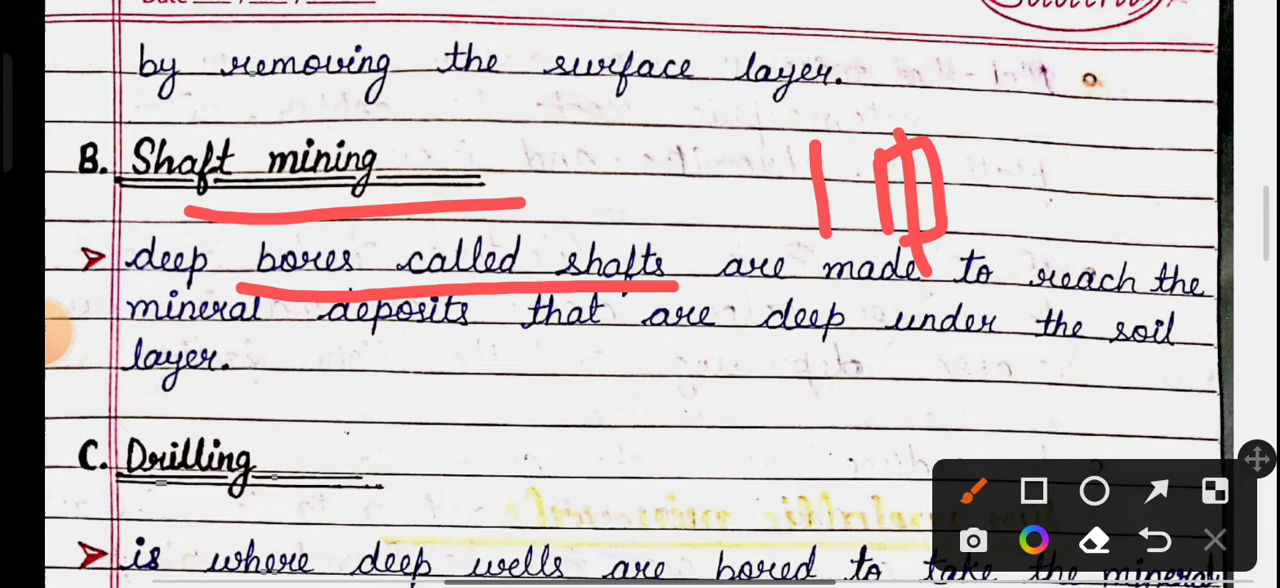 by removing the surface layer.
B. Shaft mining
deep bores called shafts are made to reach the
mineral deposits that are deep under the soil
layer.
C. Drilling
is where deep wells are bored to take the mineral